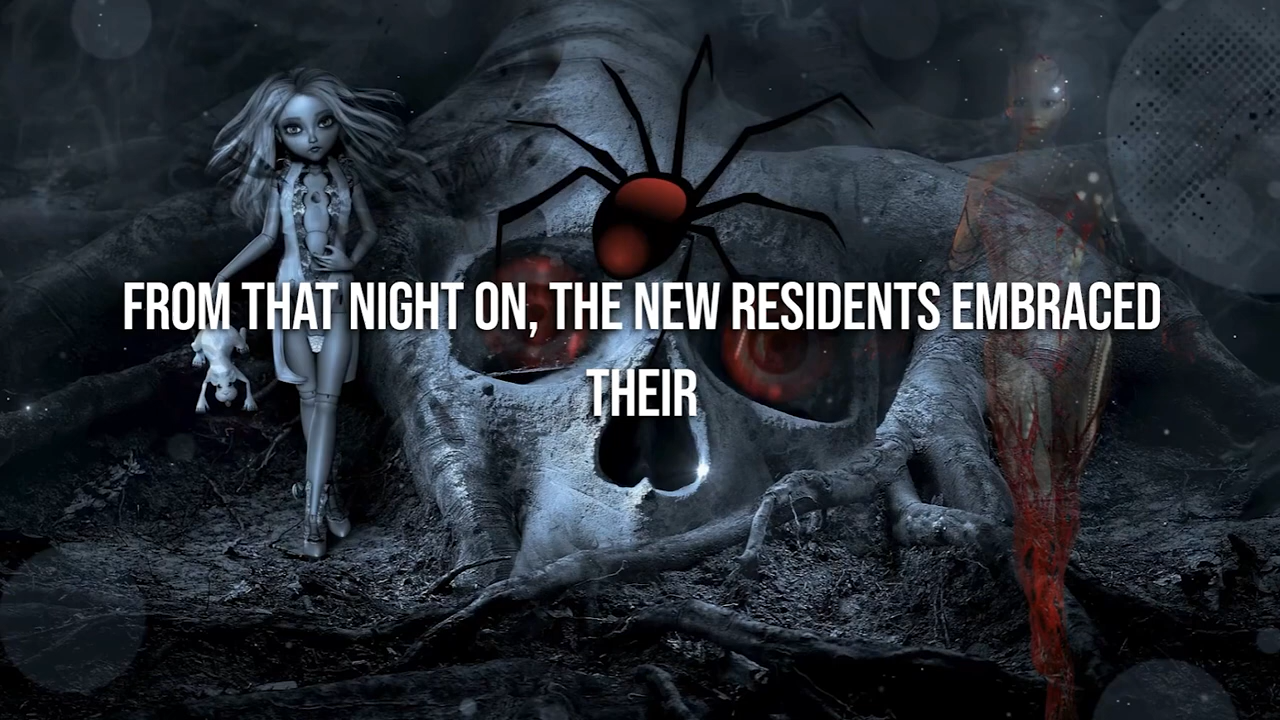 FROM THAT NIGHT ON, THE NEW RESIDENTS EMBRACED
THEIR